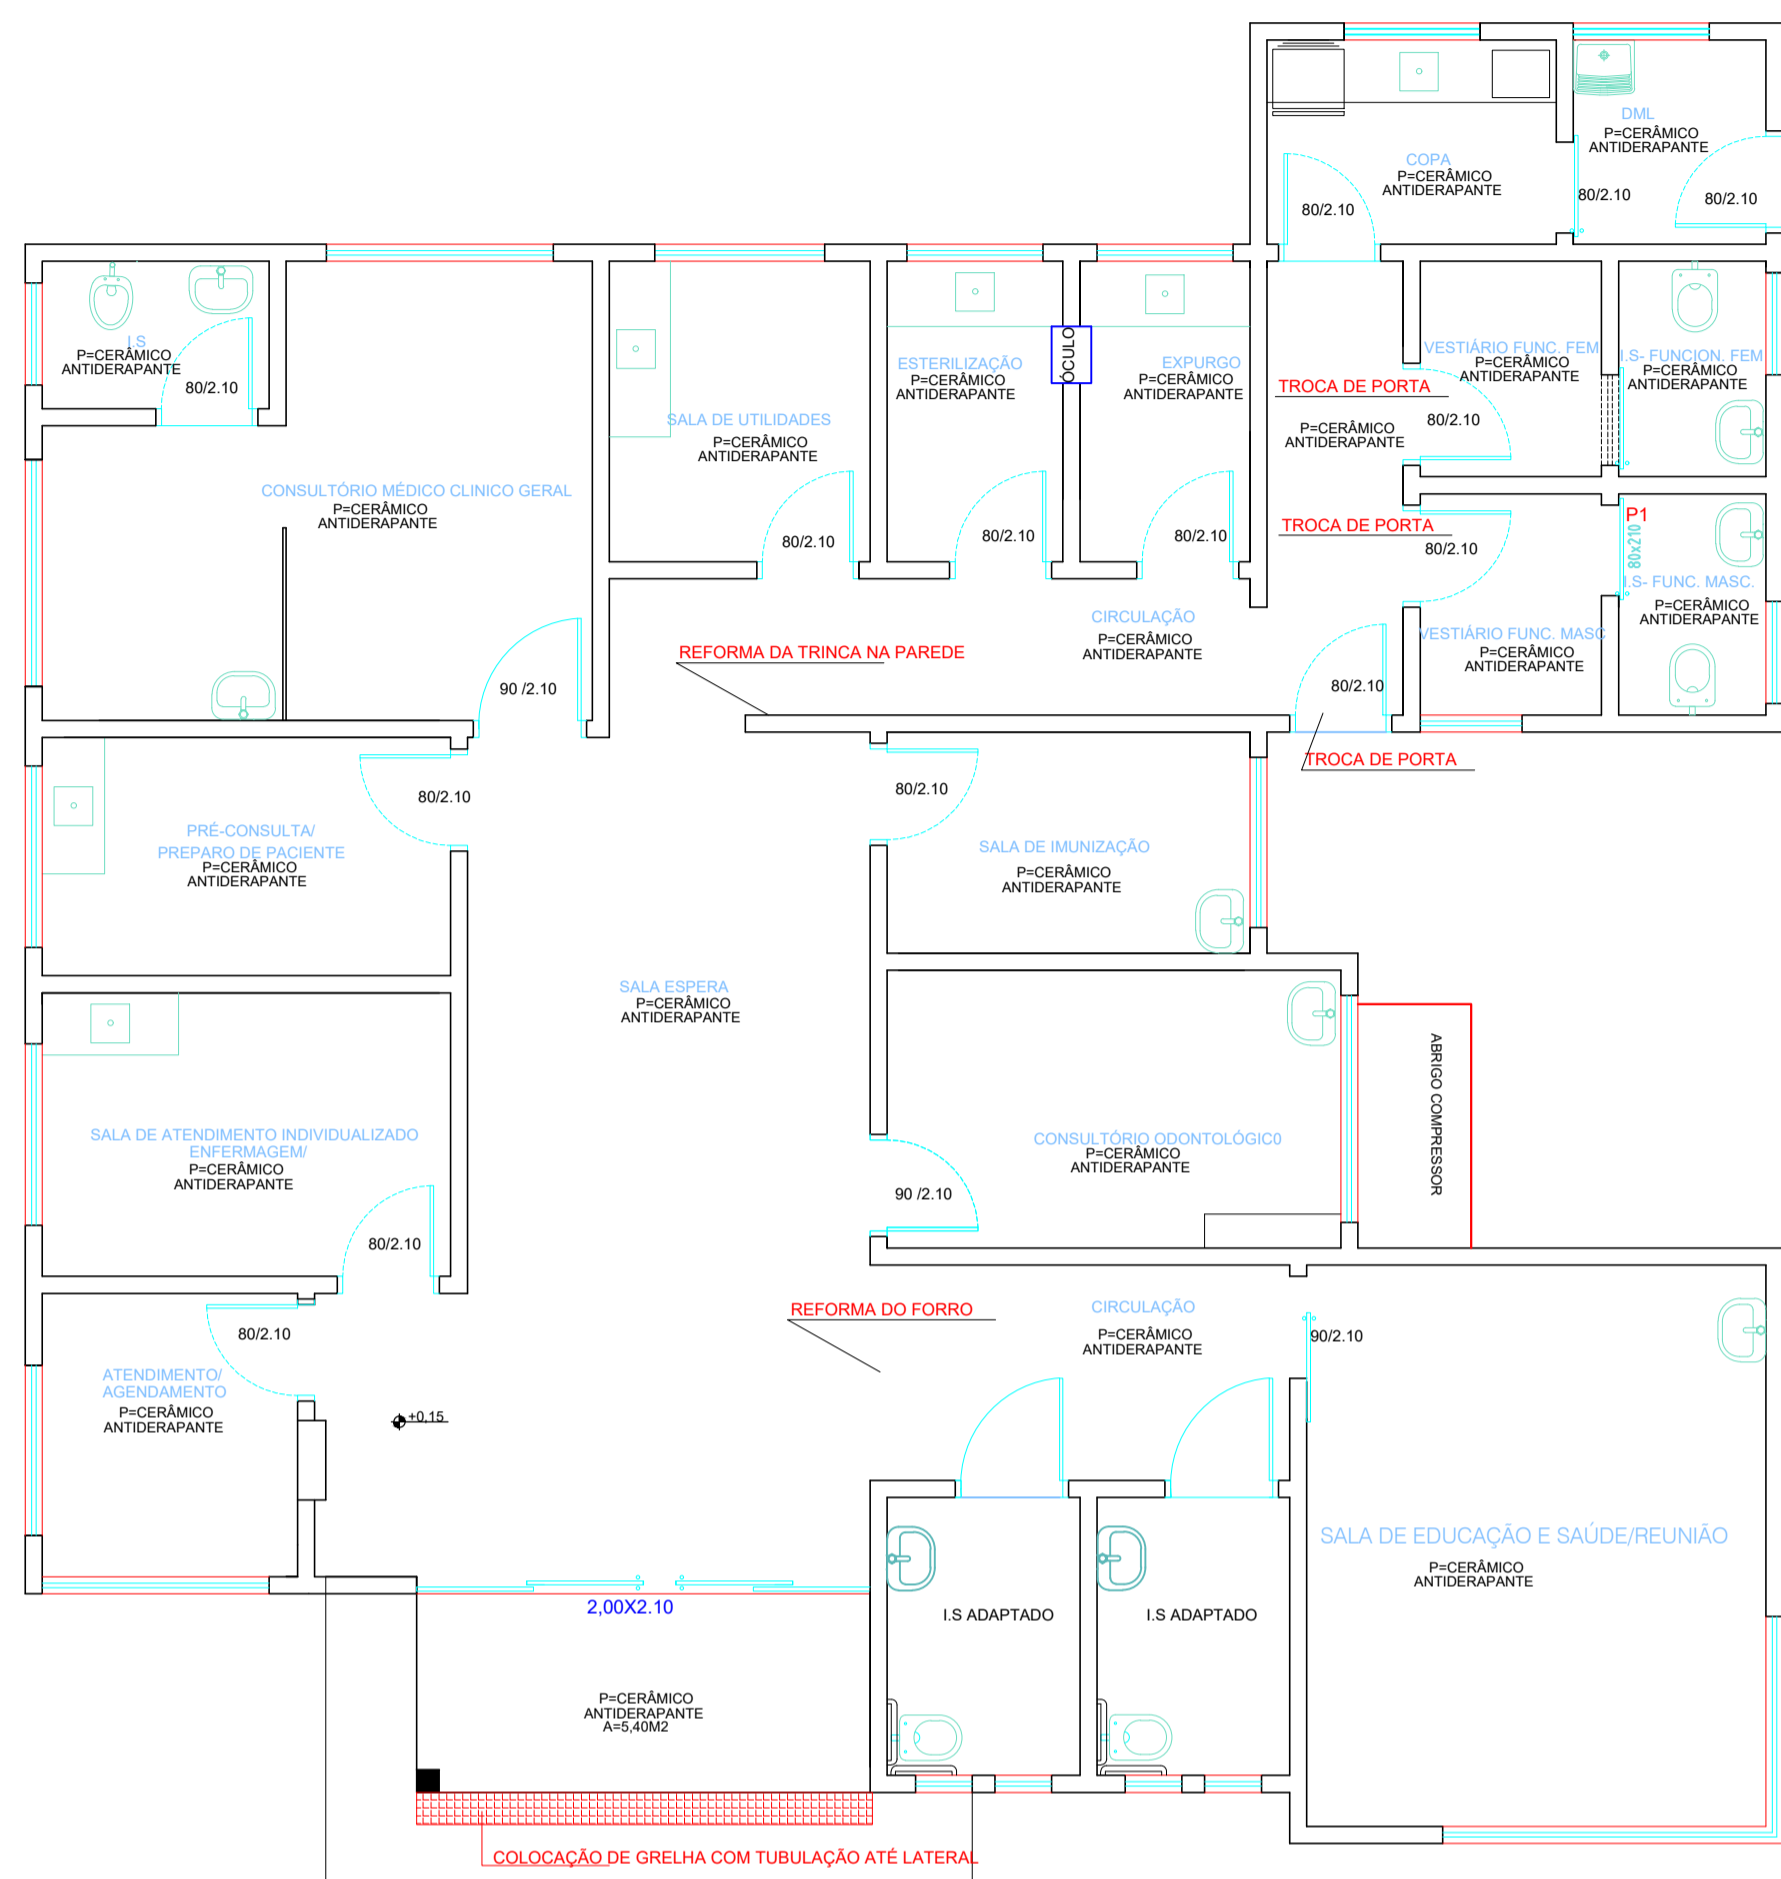 DML
P=CERÂMICO
ANTIDERAPANTE
80/2.10
80/2.10
COPA
P=CERÂMICO
ANTIDERAPANTE
80/2.10
I.S
P=CERÂMICO
ANTIDERAPANTE
80/2.10
CONSULTÓRIO MÉDICO CLINICO GERAL
P=CERÂMICO
ANTIDERAPANTE
90 /2.10
SALA DE UTILIDADES
P=CERÂMICO
ANTIDERAPANTE
80/2.10
ESTERILIZAÇÃO
P=CERÂMICO
ANTIDERAPANTE
80/2.10
ÓCULO
EXPURGO
P=CERÂMICO
ANTIDERAPANTE
80/2.10
TROCA DE PORTA
P=CERÂMICO
ANTIDERAPANTE
TROCA DE PORTA
VESTIÁRIO FUNC. FEM
P=CERÂMICO
ANTIDERAPANTE
80/2.10
I.S- FUNCION. FEM
P=CERÂMICO
ANTIDERAPANTE
80/2.10
P1
80x210
I.S- FUNC. MASC.
P=CERÂMICO
ANTIDERAPANTE
VESTIÁRIO FUNC. MASC
P=CERÂMICO
ANTIDERAPANTE
CIRCULAÇÃO
P=CERÂMICO
ANTIDERAPANTE
REFORMA DA TRINCA NA PAREDE
80/2.10
TROCA DE PORTA
80/2.10
PRÉ-CONSULTA/
PREPARO DE PACIENTE
P=CERÂMICO
ANTIDERAPANTE
80/2.10
SALA DE IMUNIZAÇÃO
P=CERÂMICO
ANTIDERAPANTE
SALA ESPERA
P=CERÂMICO
ANTIDERAPANTE
ABRIGO COMPRESSOR
SALA DE ATENDIMENTO INDIVIDUALIZADO
ENFERMAGEM/
P=CERÂMICO
ANTIDERAPANTE
80/2.10
CONSULTÓRIO ODONTOLÓGIC0
P=CERÂMICO
ANTIDERAPANTE
90 /2.10
REFORMA DO FORRO
CIRCULAÇÃO
P=CERÂMICO
ANTIDERAPANTE
90/2.10
80/2.10
ATENDIMENTO/
AGENDAMENTO
P=CERÂMICO
ANTIDERAPANTE
+0,15
SALA DE EDUCAÇÃO E SAÚDE/REUNIÃO
P=CERÂMICO
ANTIDERAPANTE
2,00X2.10
I.S ADAPTADO
I.S ADAPTADO
P=CERÂMICO
ANTIDERAPANTE
A=5,40M2
COLOCAÇÃO DE GRELHA COM TUBULAÇÃO ATÉ LATERAL